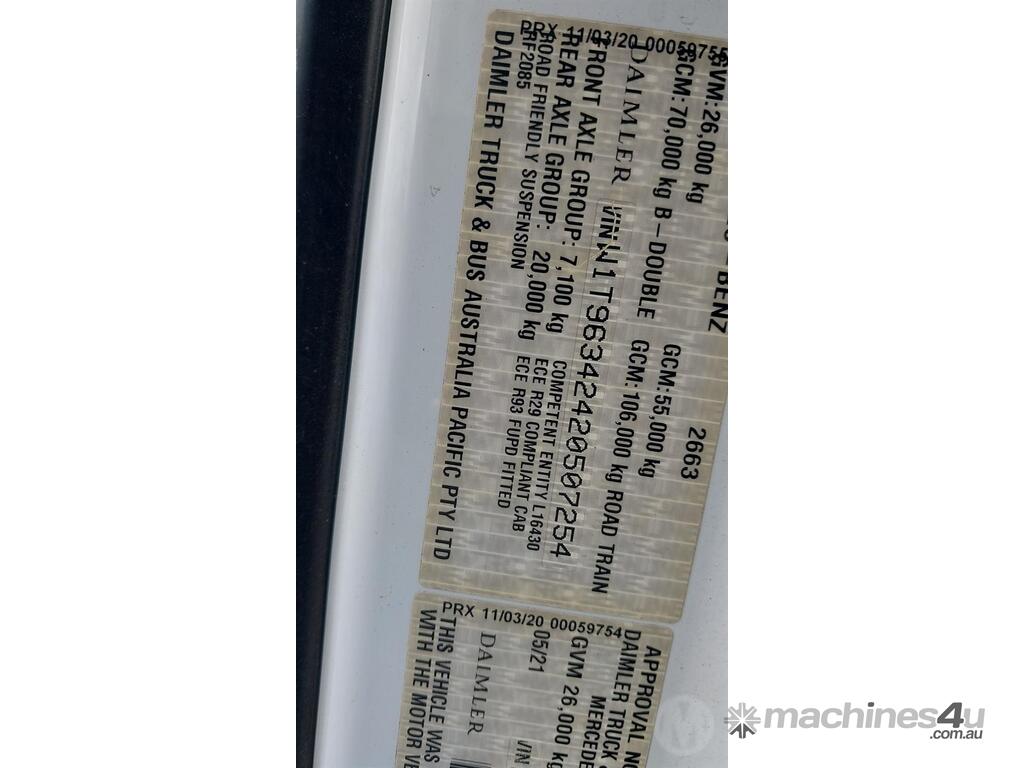 PRX 11/03/20 00059755
BENZ 2663
GVM: 26,000 kg GCM: 55,000 kg
GCM: 70,000 kg B-DOUBLE GCM: 106,000 kg ROAD TRAIN
DAIMLER VIN W1T96342420507254
FRONT AXLE GROUP: 7,100 kg COMPETENT ENTITY L16430
REAR AXLE GROUP: 20,000 kg ECE R29 COMPLIANT CAB
ROAD FRIENDLY SUSPENSION ECE R93 FUPD FITTED
RF2085
DAIMLER TRUCK & BUS AUSTRALIA PACIFIC PTY LTD
PRX 11/03/20 00059754
APPROVAL NO
DAIMLER TRUCK
MERCEDE
GVM 26,000 kg
05/21
DAIMLER VIN
THIS VEHICLE WAS
WITH THE MOTOR VE
machines4u
.com.au